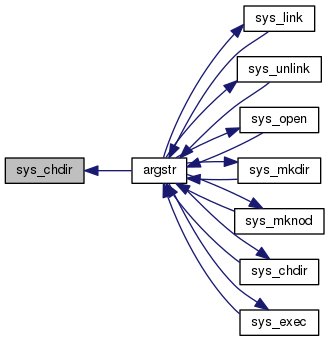 sys_link
sys_unlink
sys_open
sys_chdir
argstr
sys_mkdir
sys_mknod
sys_chdir
sys_exec